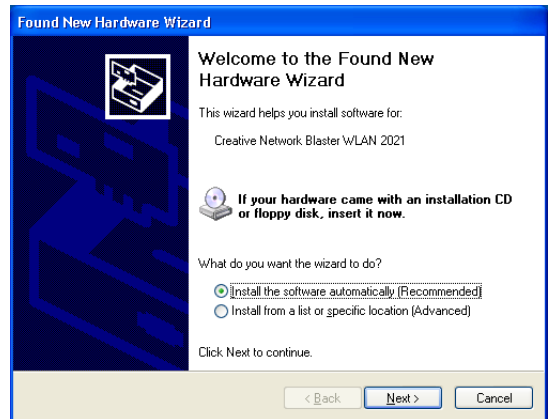 Found New Hardware Wizard
Welcome to the Found New
Hardware Wizard
This wizard helps you install software for:
Creative Network Blaster WLAN 2021
If your hardware came with an installation CD
or floppy disk, insert it now.
What do you want the wizard to do?
Install the software automatically (Recommended)
Install from a list or specific location (Advanced)
Click Next to continue.
< Back
Next >
Cancel